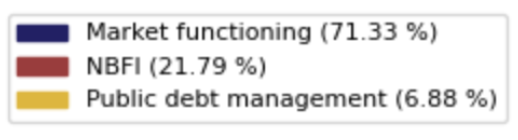 Market functioning (71.33 %)
NBFI (21.79 %)
Public debt management (6.88 %)